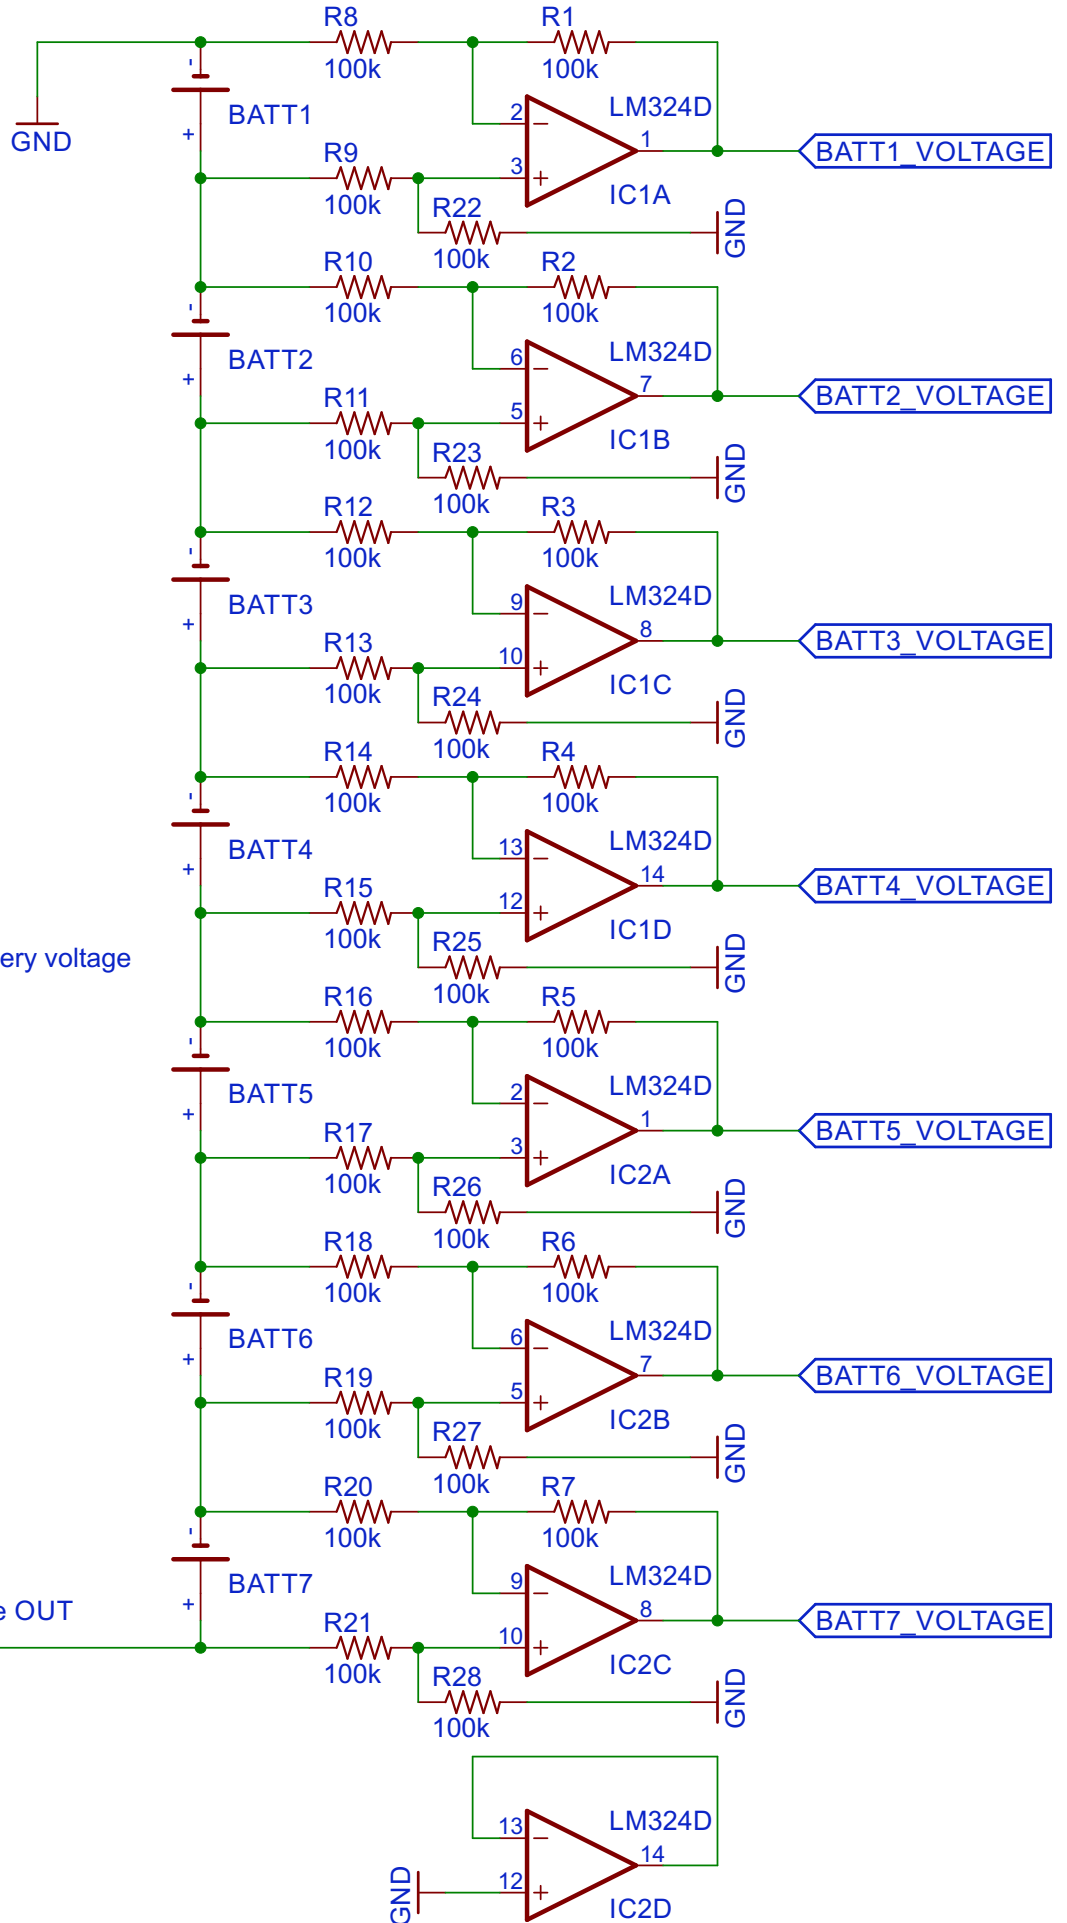 R8
R1
100k
100k
GND
-
BATT1
+
LM324D
2
1
BATT1_VOLTAGE
R9
3
100k
IC1A
R22
100k
GND
R10
R2
100k
100k
-
BATT2
+
LM324D
6
7
BATT2_VOLTAGE
R11
5
100k
IC1B
R23
100k
GND
R12
R3
100k
100k
-
BATT3
+
LM324D
9
8
BATT3_VOLTAGE
R13
10
100k
IC1C
R24
100k
GND
R14
R4
100k
100k
-
BATT4
+
LM324D
13
14
BATT4_VOLTAGE
R15
12
100k
IC1D
R25
100k
GND
ery voltage
R16
R5
100k
100k
-
BATT5
+
LM324D
2
1
BATT5_VOLTAGE
R17
3
100k
IC2A
R26
100k
GND
R18
R6
100k
100k
-
BATT6
+
LM324D
6
7
BATT6_VOLTAGE
R19
5
100k
IC2B
R27
100k
GND
R20
R7
100k
100k
-
BATT7
+
LM324D
9
8
BATT7_VOLTAGE
e OUT
R21
10
100k
IC2C
R28
100k
GND
LM324D
13
14
12
GND
IC2D